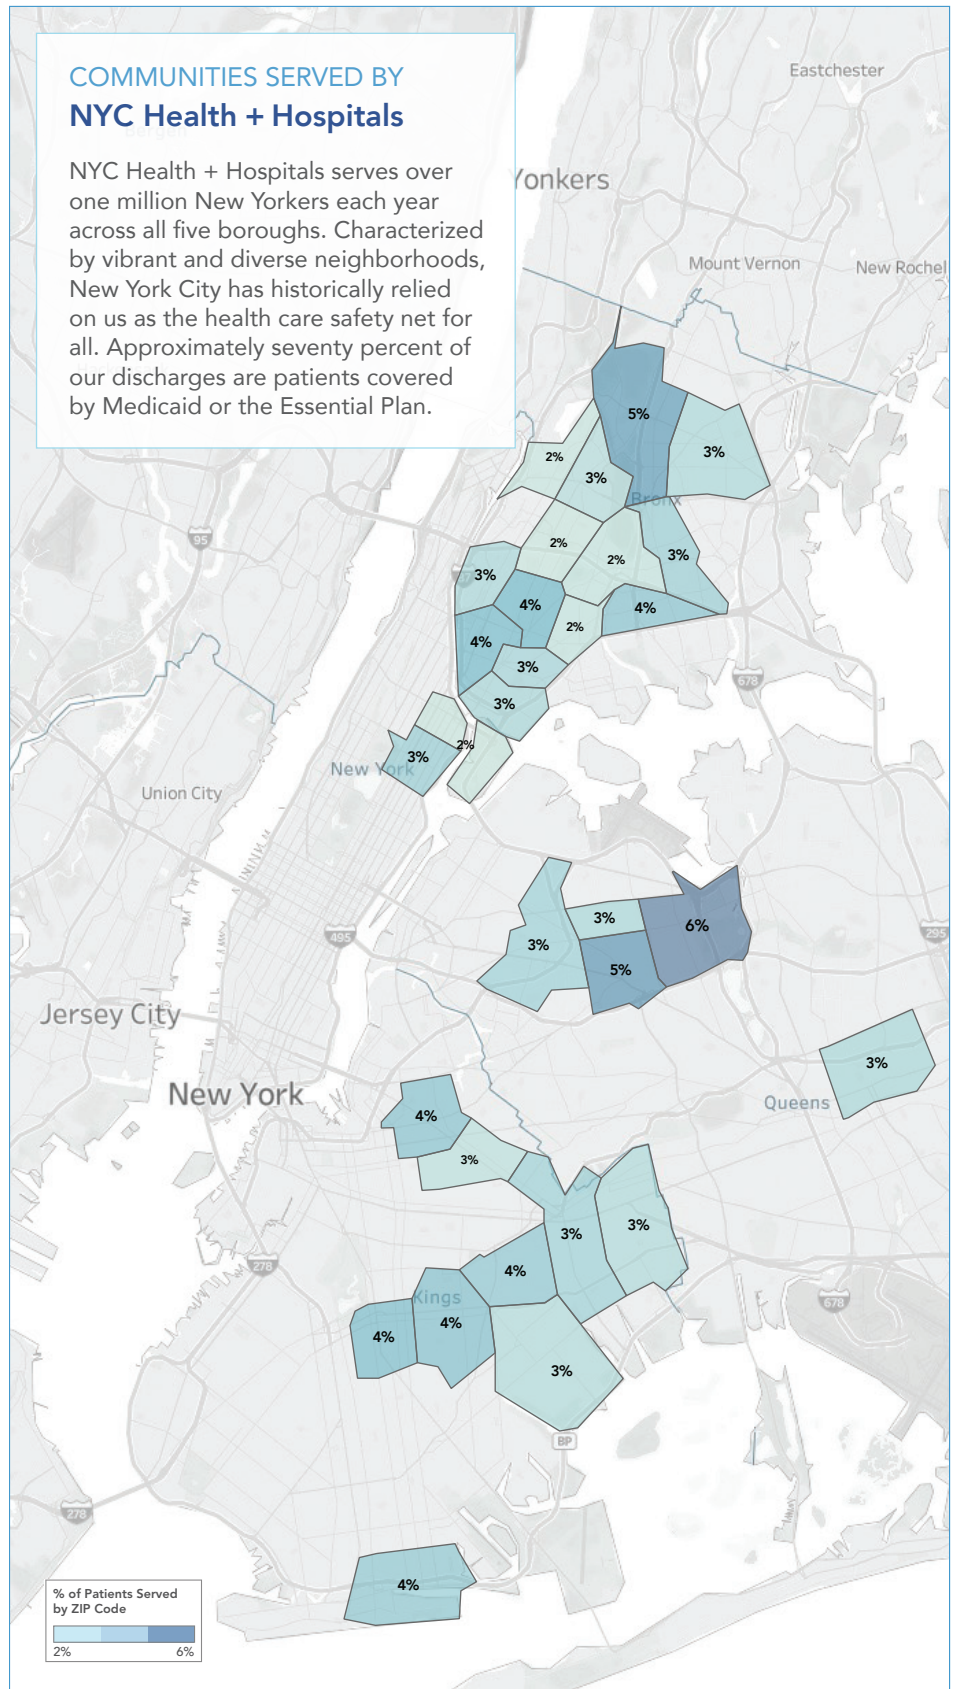 COMMUNITIES SERVED BY
NYC Health + Hospitals
NYC Health + Hospitals serves over
one million New Yorkers each year
across all five boroughs. Characterized
by vibrant and diverse neighborhoods,
New York City has historically relied
on us as the health care safety net for
all. Approximately seventy percent of
our discharges are patients covered
by Medicaid or the Essential Plan.
Eastchester
Yonkers
Mount Vernon
New Rochel
5%
3%
2%
3%
Bronx
95
2%
2%
3%
3%
4%
4%
2%
4%
3%
678
3%
2%
3%
New York
Union City
3%
6%
495
3%
5%
295
Jersey City
3%
New York
Queens
4%
3%
3%
3%
278
4%
Kings
678
4%
4%
3%
BP
278
4%
% of Patients Served
by ZIP Code
2%
6%